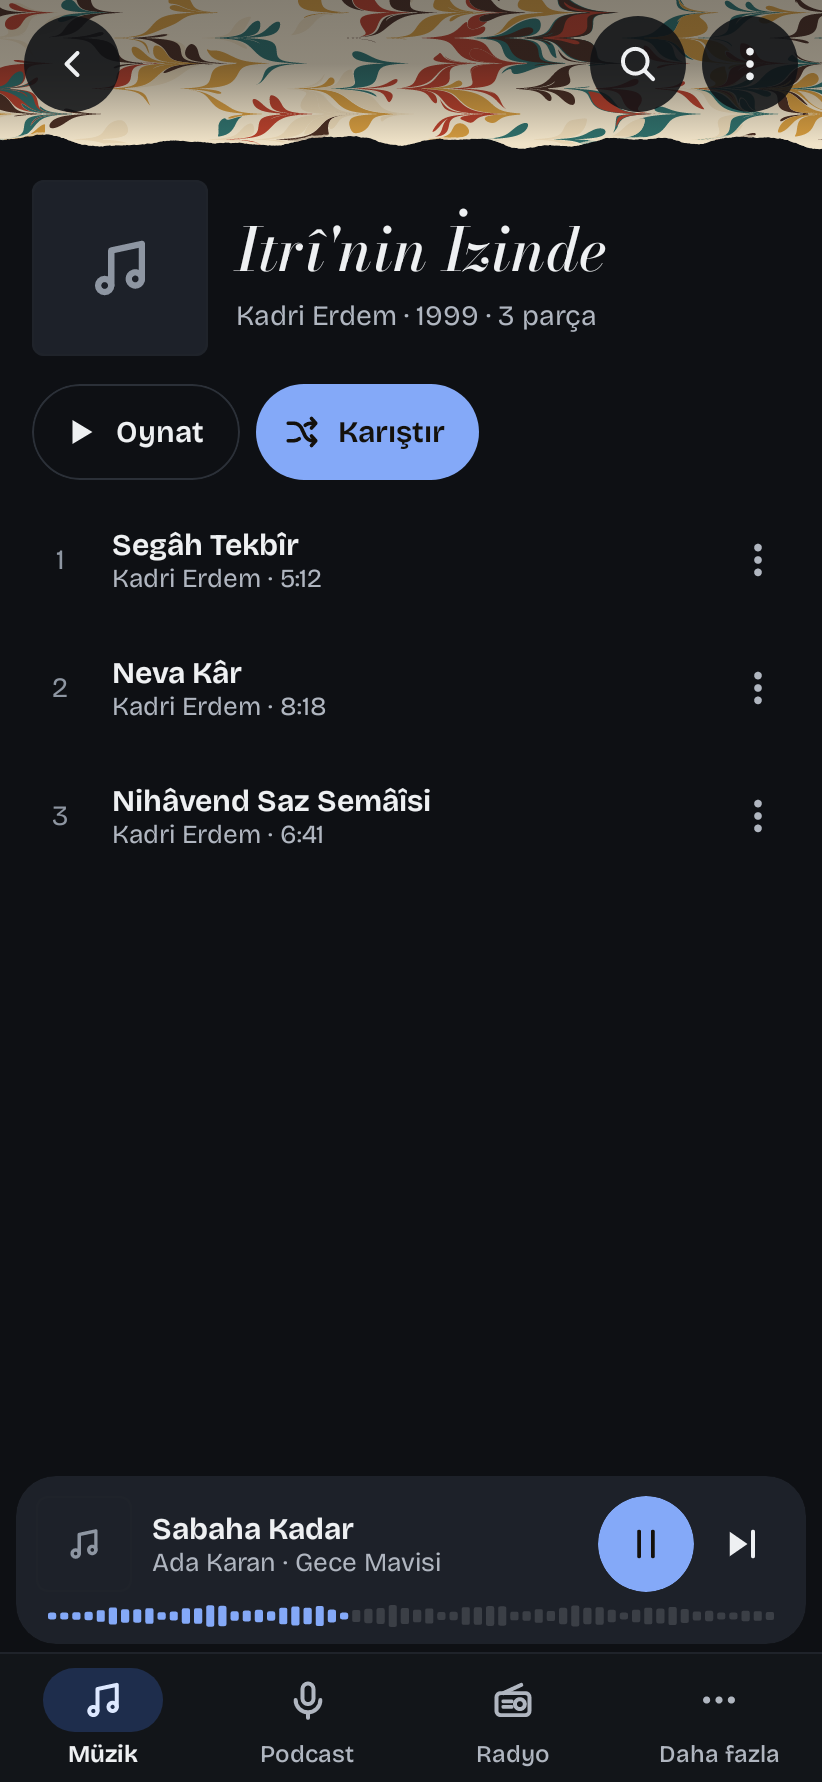 Itrî'nin İzinde
Kadri Erdem · 1999 · 3 parça
Oynat
Karıştır
1
Segâh Tekbîr
Kadri Erdem · 5:12
2
Neva Kâr
Kadri Erdem · 8:18
3
Nihâvend Saz Semâîsi
Kadri Erdem · 6:41
Sabaha Kadar
Ada Karan · Gece Mavisi
Müzik
Podcast
Radyo
Daha fazla